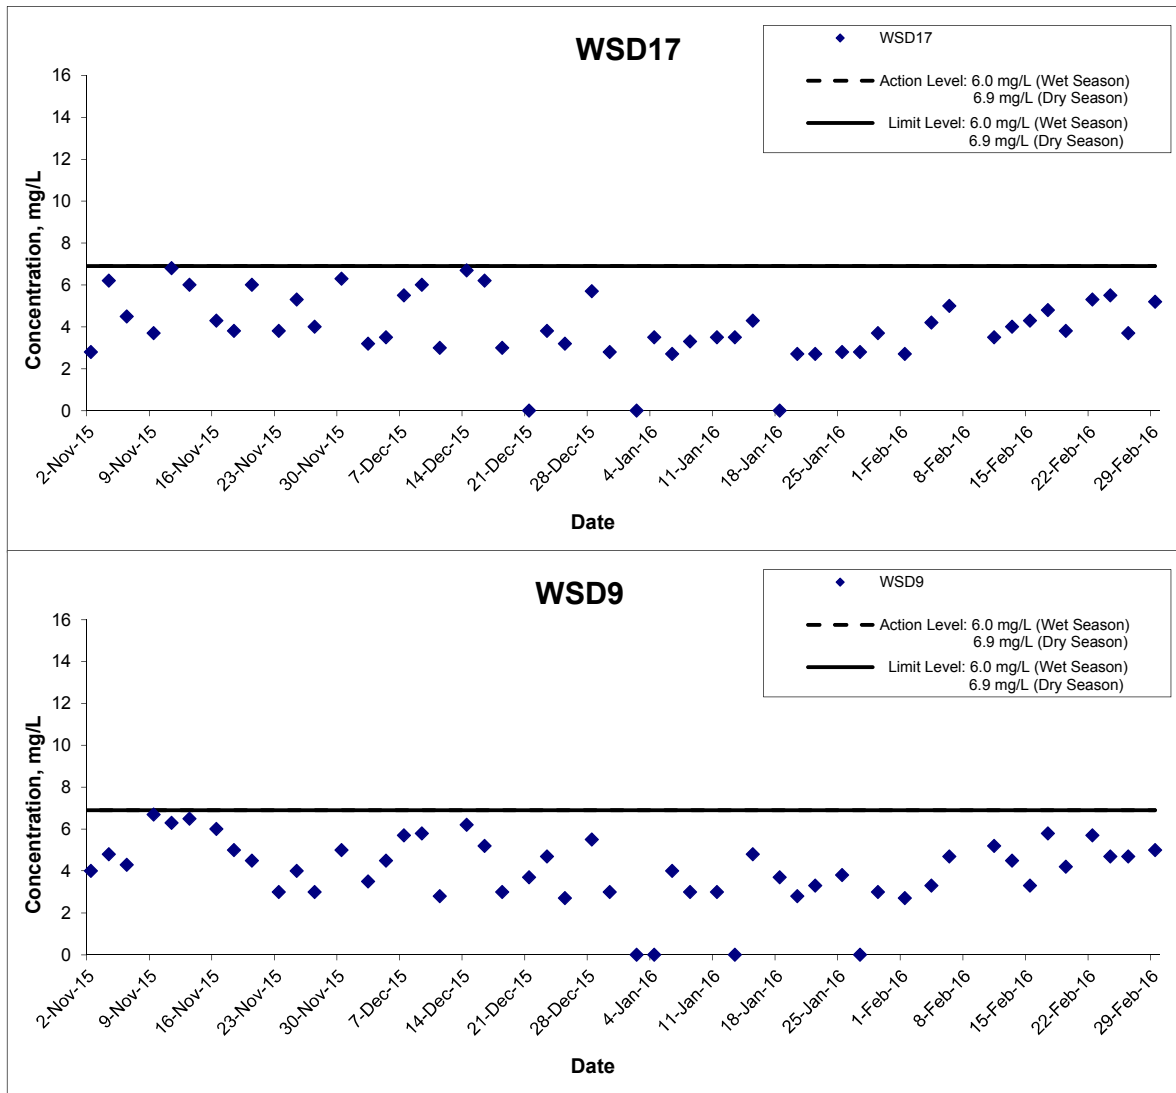 WSD17
WSD17
Action Level: 6.0 mg/L (Wet Season)
6.9 mg/L (Dry Season)
Limit Level: 6.0 mg/L (Wet Season)
6.9 mg/L (Dry Season)
Concentration, mg/L
16
14
12
10
8
6
4
2
0
2-Nov-15
9-Nov-15
16-Nov-15
23-Nov-15
30-Nov-15
7-Dec-15
14-Dec-15
21-Dec-15
28-Dec-15
4-Jan-16
11-Jan-16
18-Jan-16
25-Jan-16
1-Feb-16
8-Feb-16
15-Feb-16
22-Feb-16
29-Feb-16
Date
WSD9
WSD9
Action Level: 6.0 mg/L (Wet Season)
6.9 mg/L (Dry Season)
Limit Level: 6.0 mg/L (Wet Season)
6.9 mg/L (Dry Season)
Concentration, mg/L
16
14
12
10
8
6
4
2
0
2-Nov-15
9-Nov-15
16-Nov-15
23-Nov-15
30-Nov-15
7-Dec-15
14-Dec-15
21-Dec-15
28-Dec-15
4-Jan-16
11-Jan-16
18-Jan-16
25-Jan-16
1-Feb-16
8-Feb-16
15-Feb-16
22-Feb-16
29-Feb-16
Date